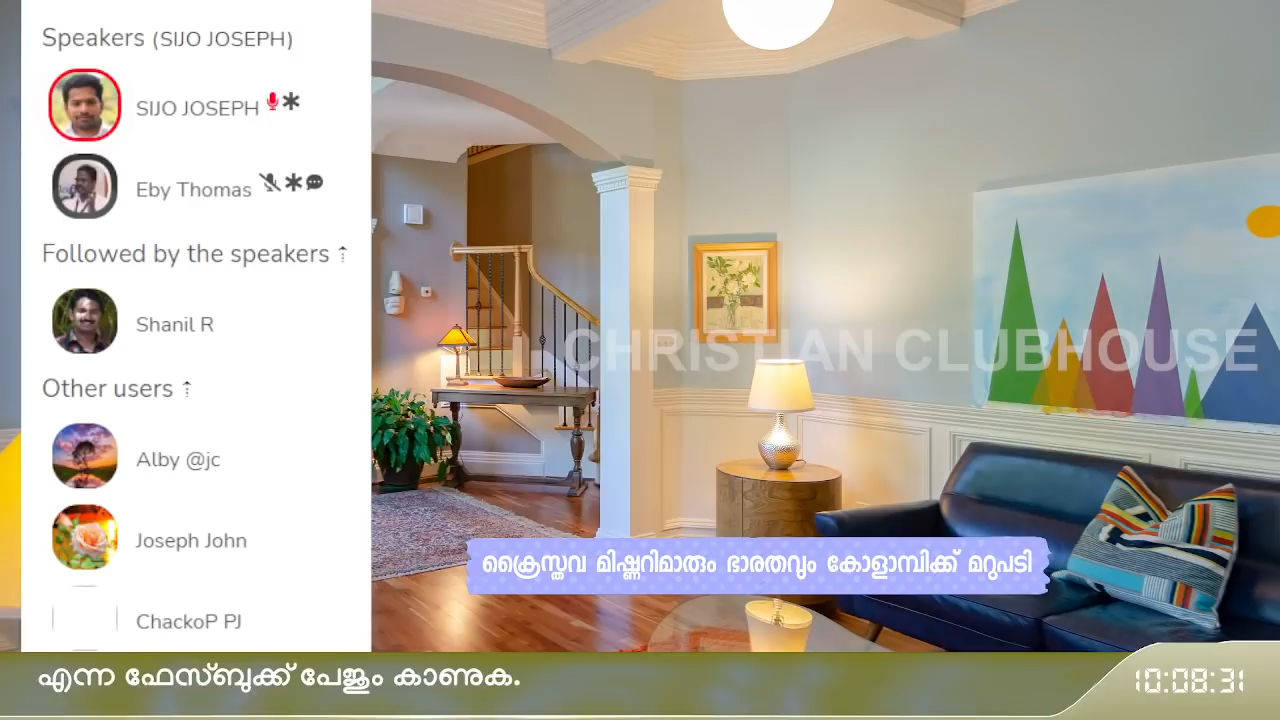 Speakers (SIJO JOSEPH)
SIJO JOSEPH
Eby Thomas
Followed by the speakers
Shanil R
Other users
Alby @jc
Joseph John
ChackoP PJ
CHRISTIAN CLUBHOUSE
ക്രൈസ്തവ മിഷ്ണറിമാരും ഭാരതവും കോളാമ്പിക്ക് മറുപടി
എന്ന ഫേസ്ബുക്ക് പേജും കാണുക.
10:08:31